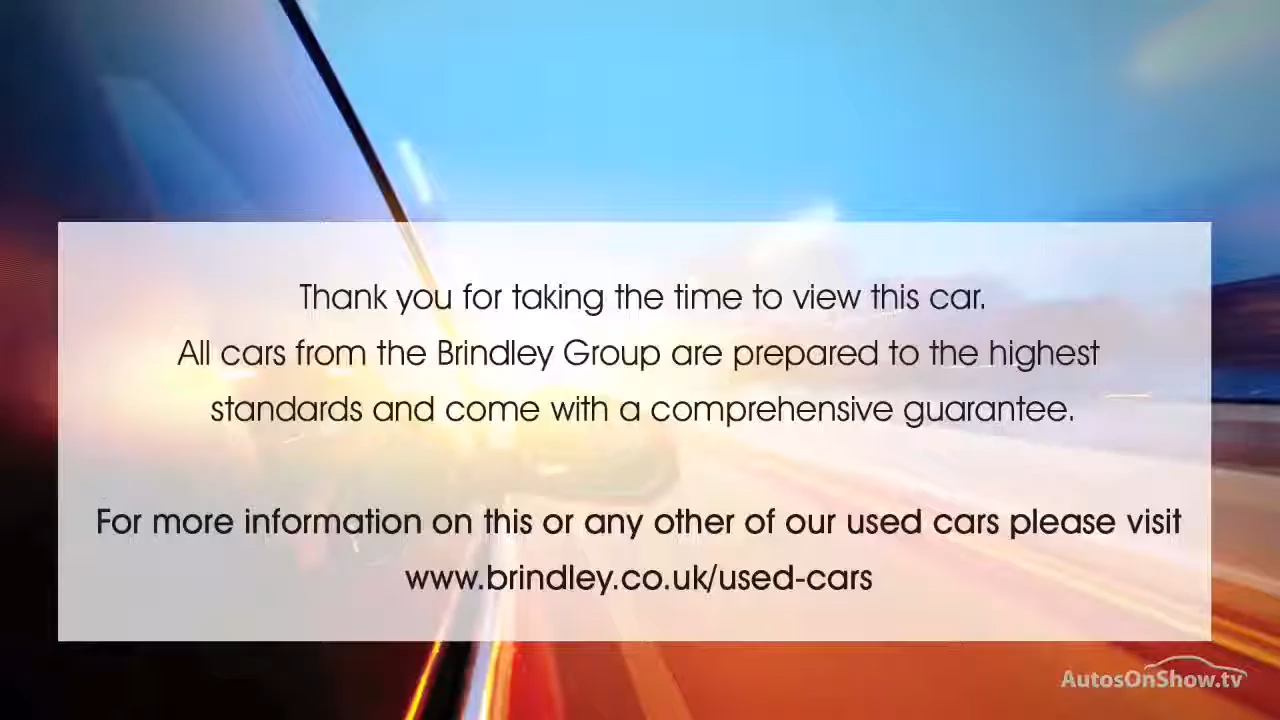 Thank you for taking the time to view this car.
All cars from the Brindley Group are prepared to the highest
standards and come with a comprehensive guarantee.
For more information on this or any other of our used cars please visit
www.brindley.co.uk/used-cars
AutosOnShow.tv